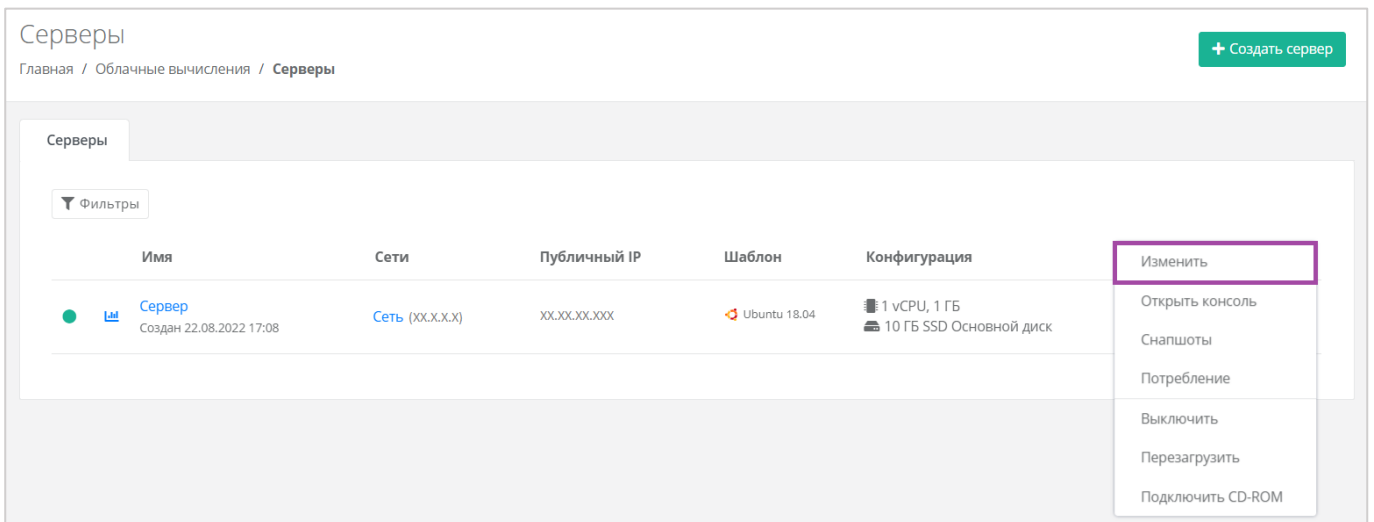 Серверы
+ Создать сервер
Главная / Облачные вычисления / Серверы
Серверы
Фильтры
Имя Сети Публичный IP Шаблон Конфигурация
Сервер
Создан 22.08.2022 17:08
Сеть (XX.X.X.X)
XX.XX.XX.XXX
Ubuntu 18.04
1 vCPU, 1 ГБ
10 ГБ SSD Основной диск
Изменить
Открыть консоль
Снапшоты
Потребление
Выключить
Перезагрузить
Подключить CD-ROM